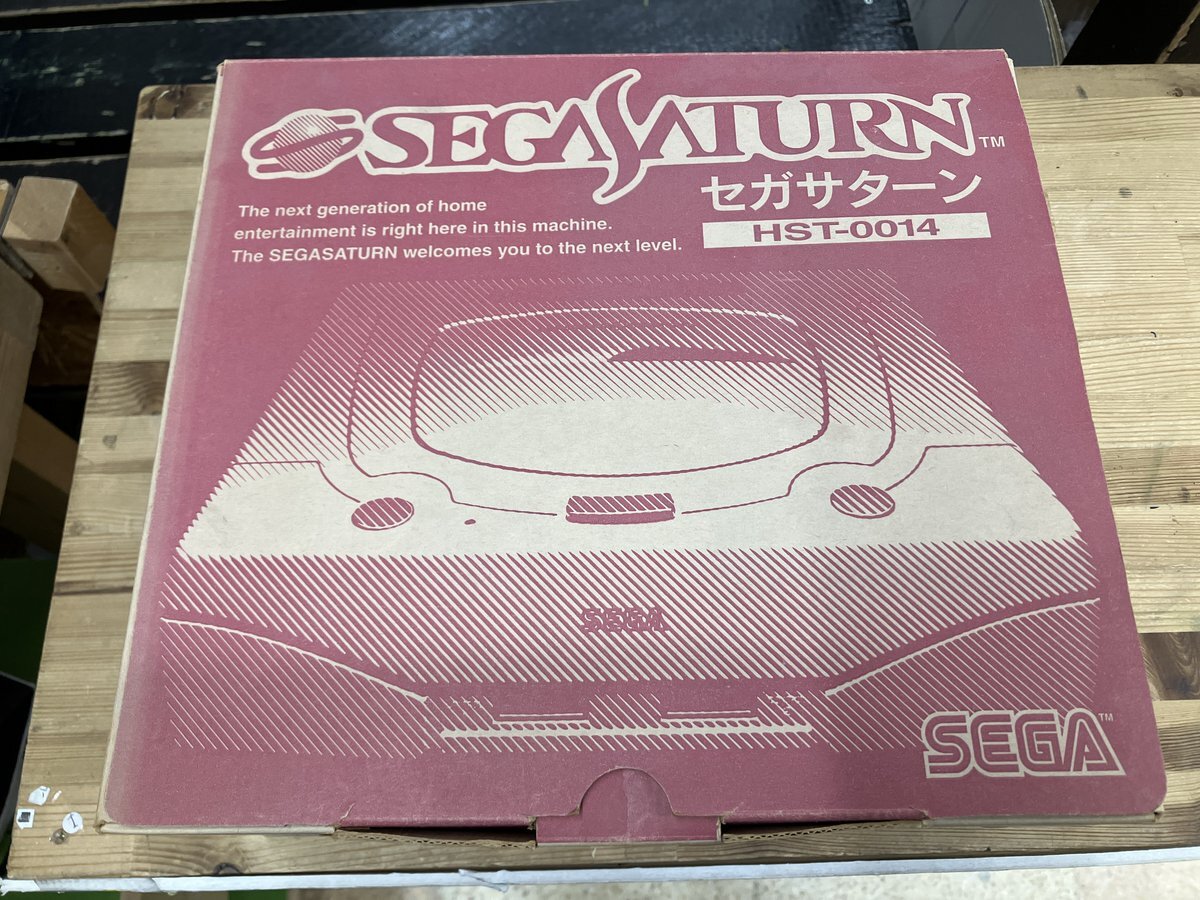 SEGASATURN™
セガサターン
HST-0014
The next generation of home
entertainment is right here in this machine.
The SEGASATURN welcomes you to the next level.
SEGA
SEGA™